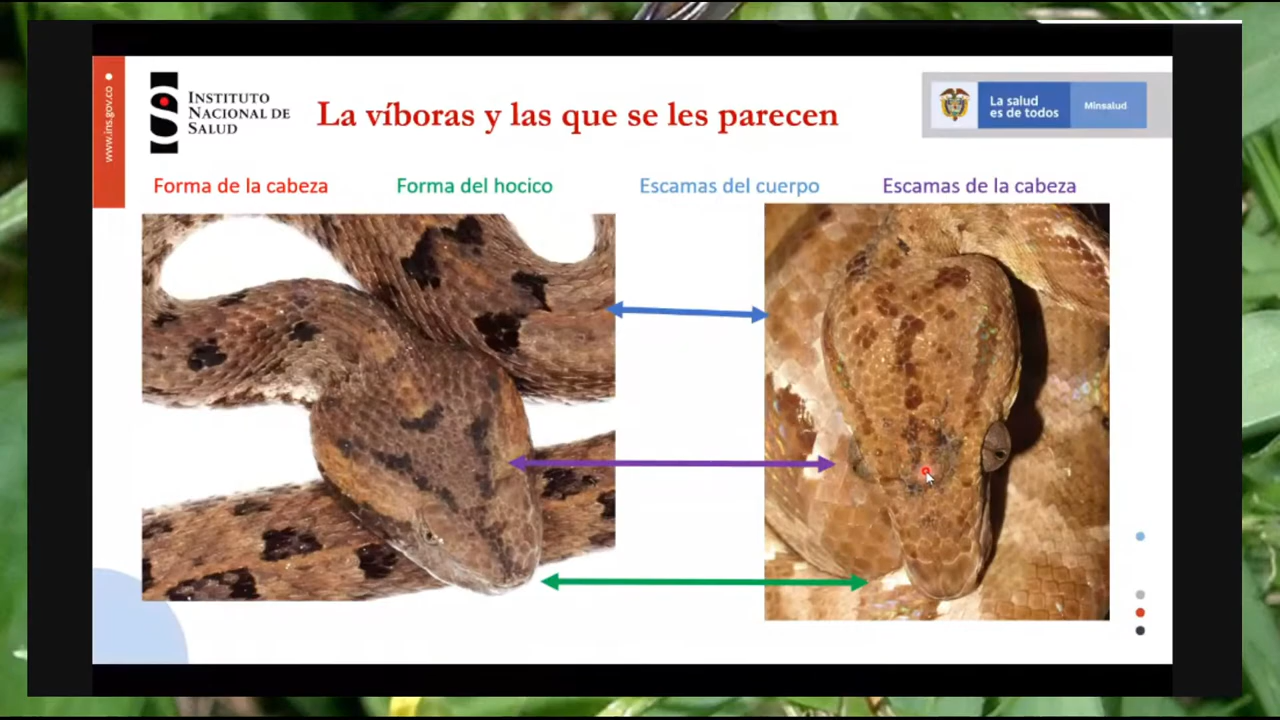 www.ins.gov.co
INSTITUTO
NACIONAL DE
SALUD
La víboras y las que se les parecen
La salud
es de todos
Minsalud
Forma de la cabeza
Forma del hocico
Escamas del cuerpo
Escamas de la cabeza